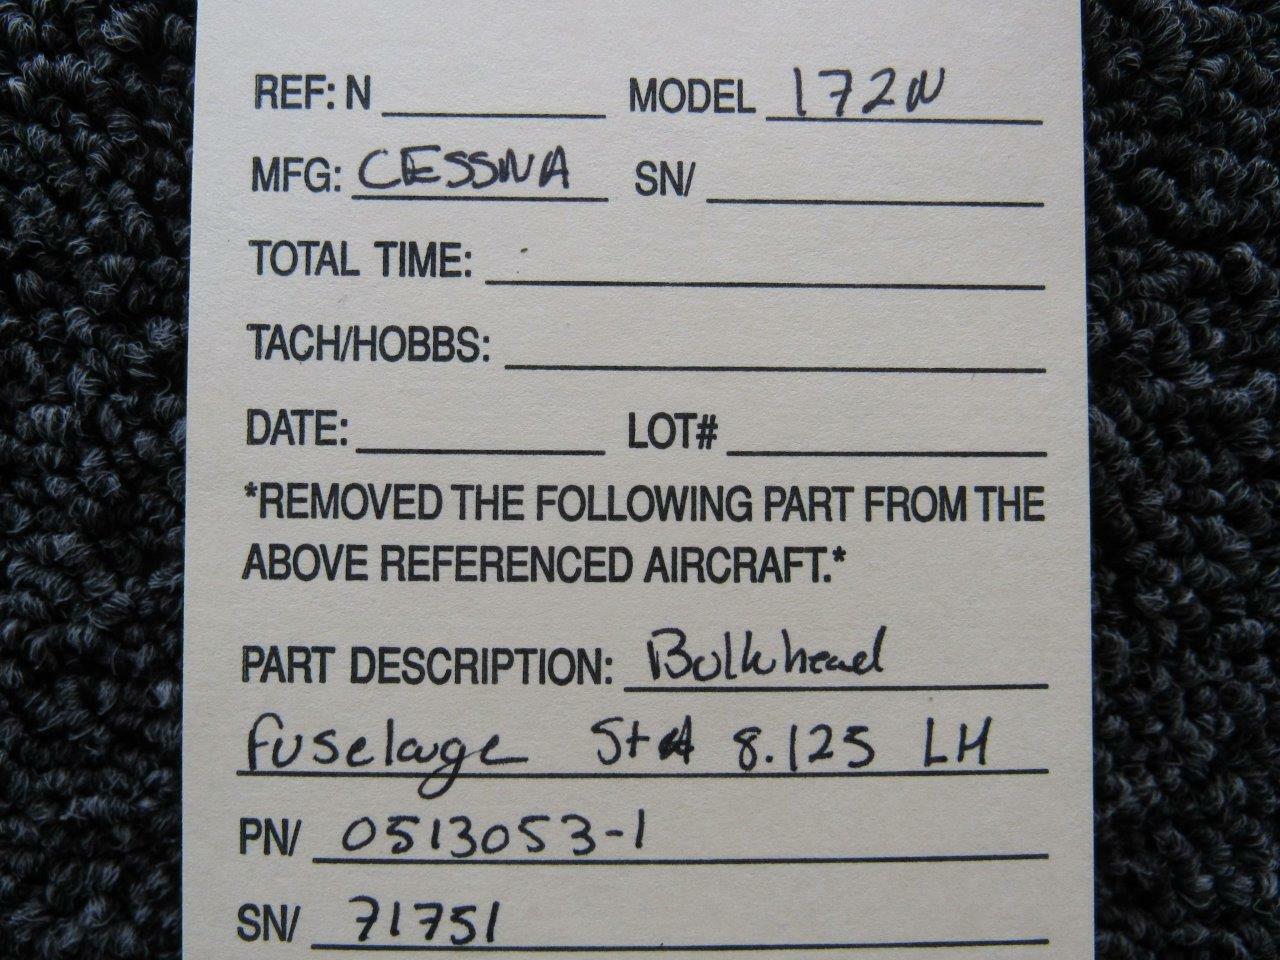 REF: N MODEL 172N
MFG: CESSNA SN/
TOTAL TIME:
TACH/HOBBS:
DATE: LOT#
*REMOVED THE FOLLOWING PART FROM THE
ABOVE REFERENCED AIRCRAFT.*
PART DESCRIPTION: Bulkhead
fuselage StA 8.125 LH
PN/ 0513053-1
SN/ 71751